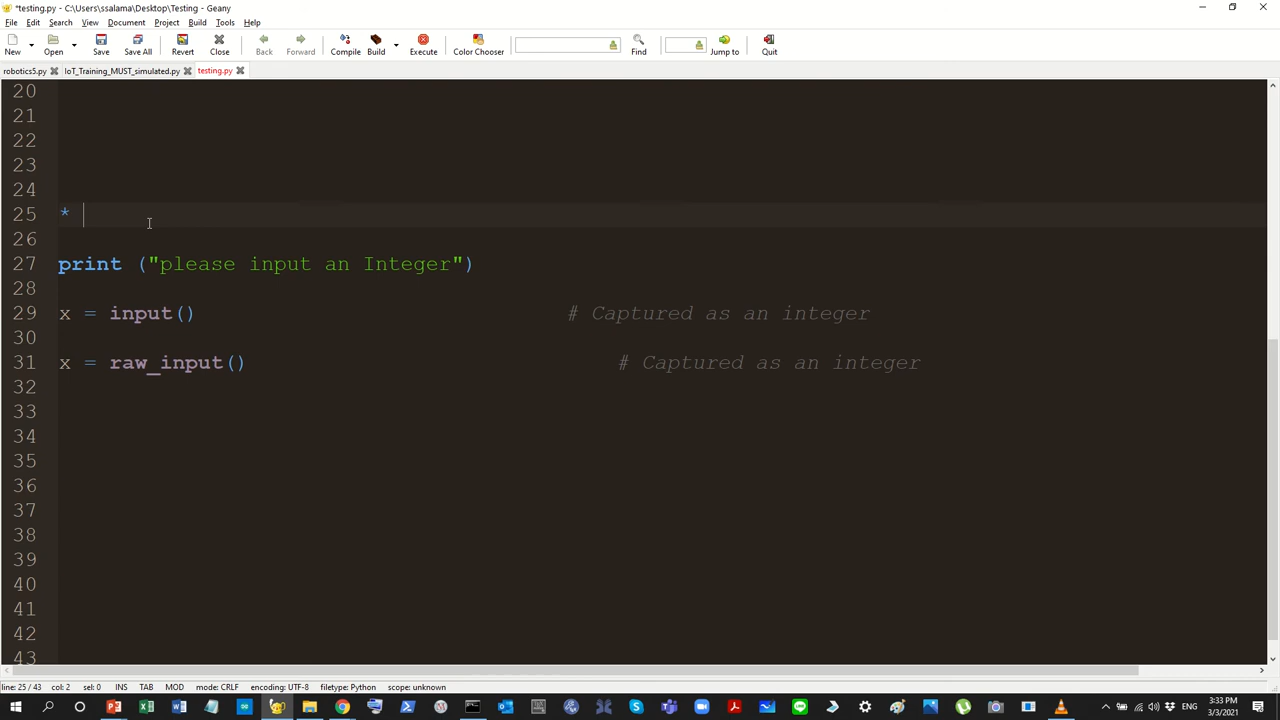 *testing.py - C:\Users\ssalama\Desktop\Testing - Geany
File Edit Search View Document Project Build Tools Help
New Open Save Save All Revert Close Back Forward Compile Build Execute Color Chooser Find Jump to Quit
robotics5.py IoT_Training_MUST_simulated.py testing.py
20
21
22
23
24
25 *
26
27 print ("please input an Integer")
28
29 x = input() # Captured as an integer
30
31 x = raw_input() # Captured as an integer
32
33
34
35
36
37
38
39
40
41
42
43
line: 25 / 43 col: 2 sel: 0 INS TAB MOD mode: CRLF encoding: UTF-8 filetype: Python scope: unknown
ENG 3:33 PM
3/3/2021